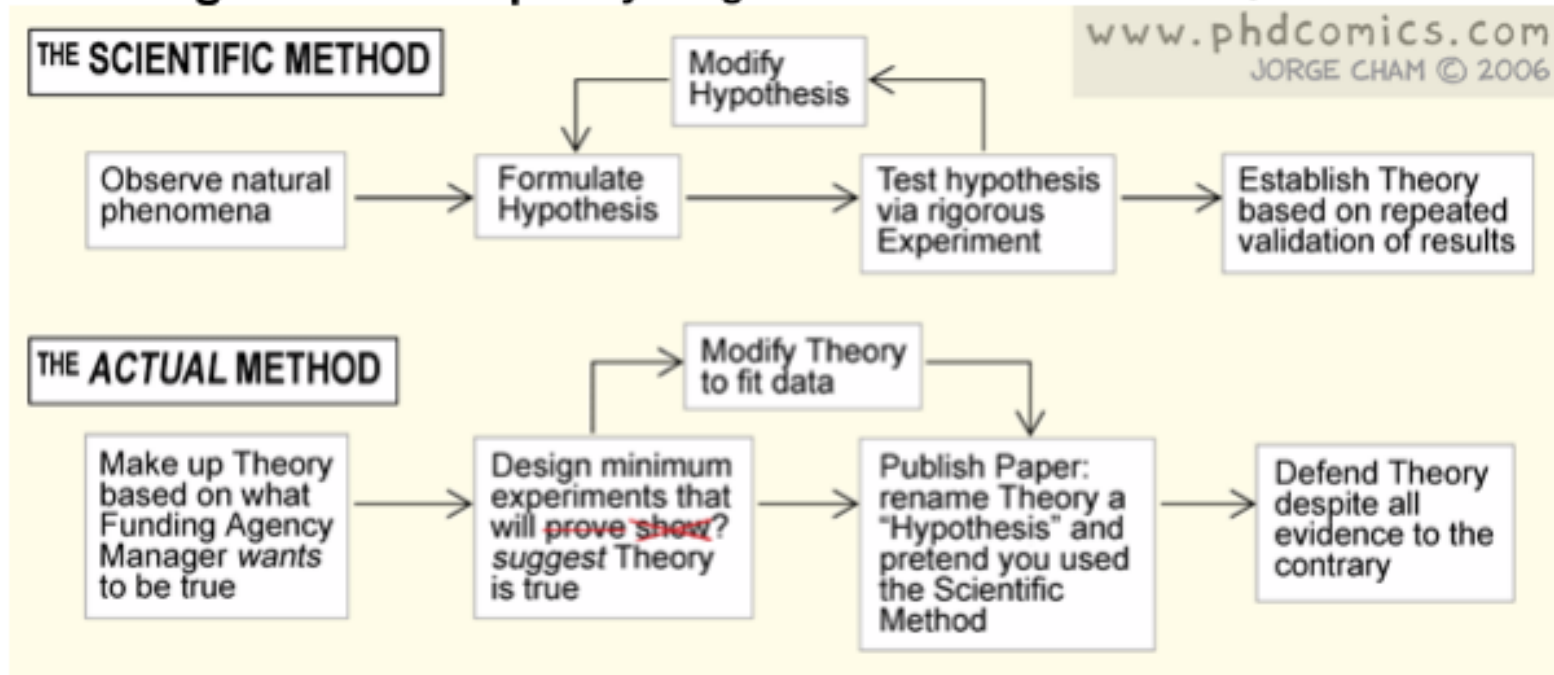 www.phdcomics.com
JORGE CHAM © 2006
THE SCIENTIFIC METHOD
Modify
Hypothesis
Observe natural
phenomena
Formulate
Hypothesis
Test hypothesis
via rigorous
Experiment
Establish Theory
based on repeated
validation of results
THE ACTUAL METHOD
Modify Theory
to fit data
Make up Theory
based on what
Funding Agency
Manager wants
to be true
Design minimum
experiments that
will prove show?
suggest Theory
is true
Publish Paper:
rename Theory a
“Hypothesis” and
pretend you used
the Scientific
Method
Defend Theory
despite all
evidence to the
contrary